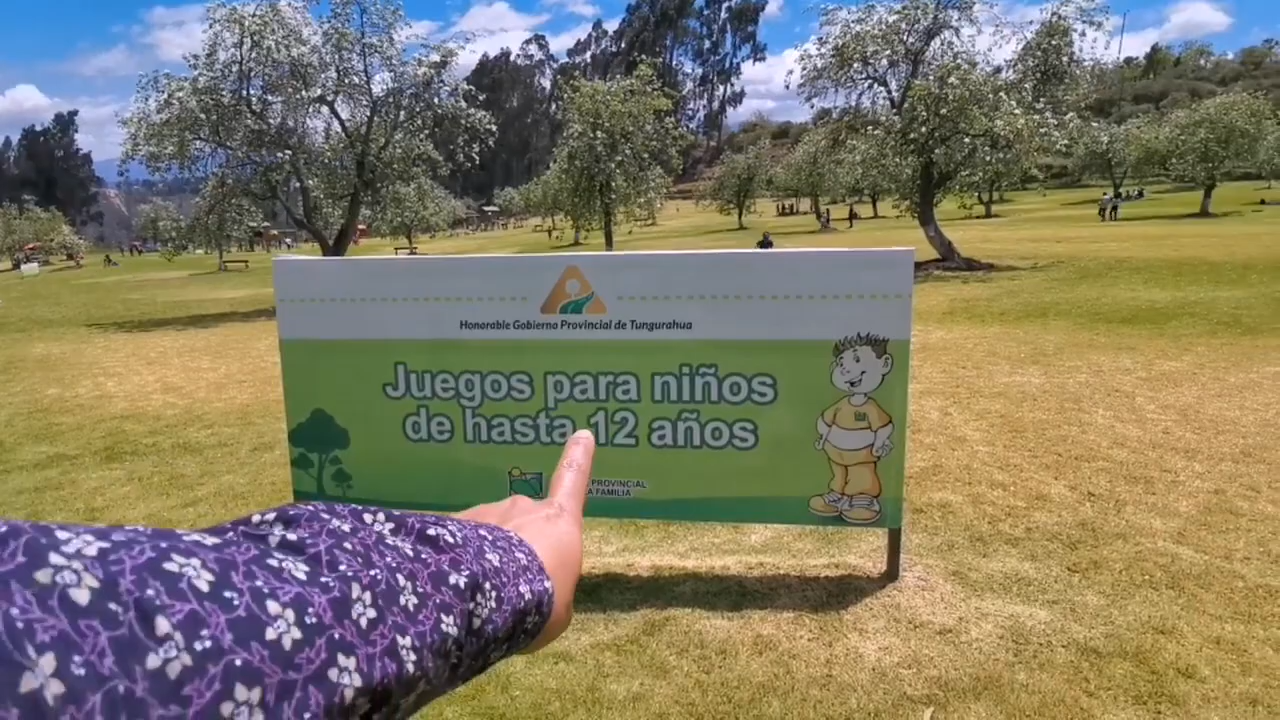 Honorable Gobierno Provincial de Tungurahua
Juegos para niños
de hasta 12 años
PROVINCIAL
FAMILIA